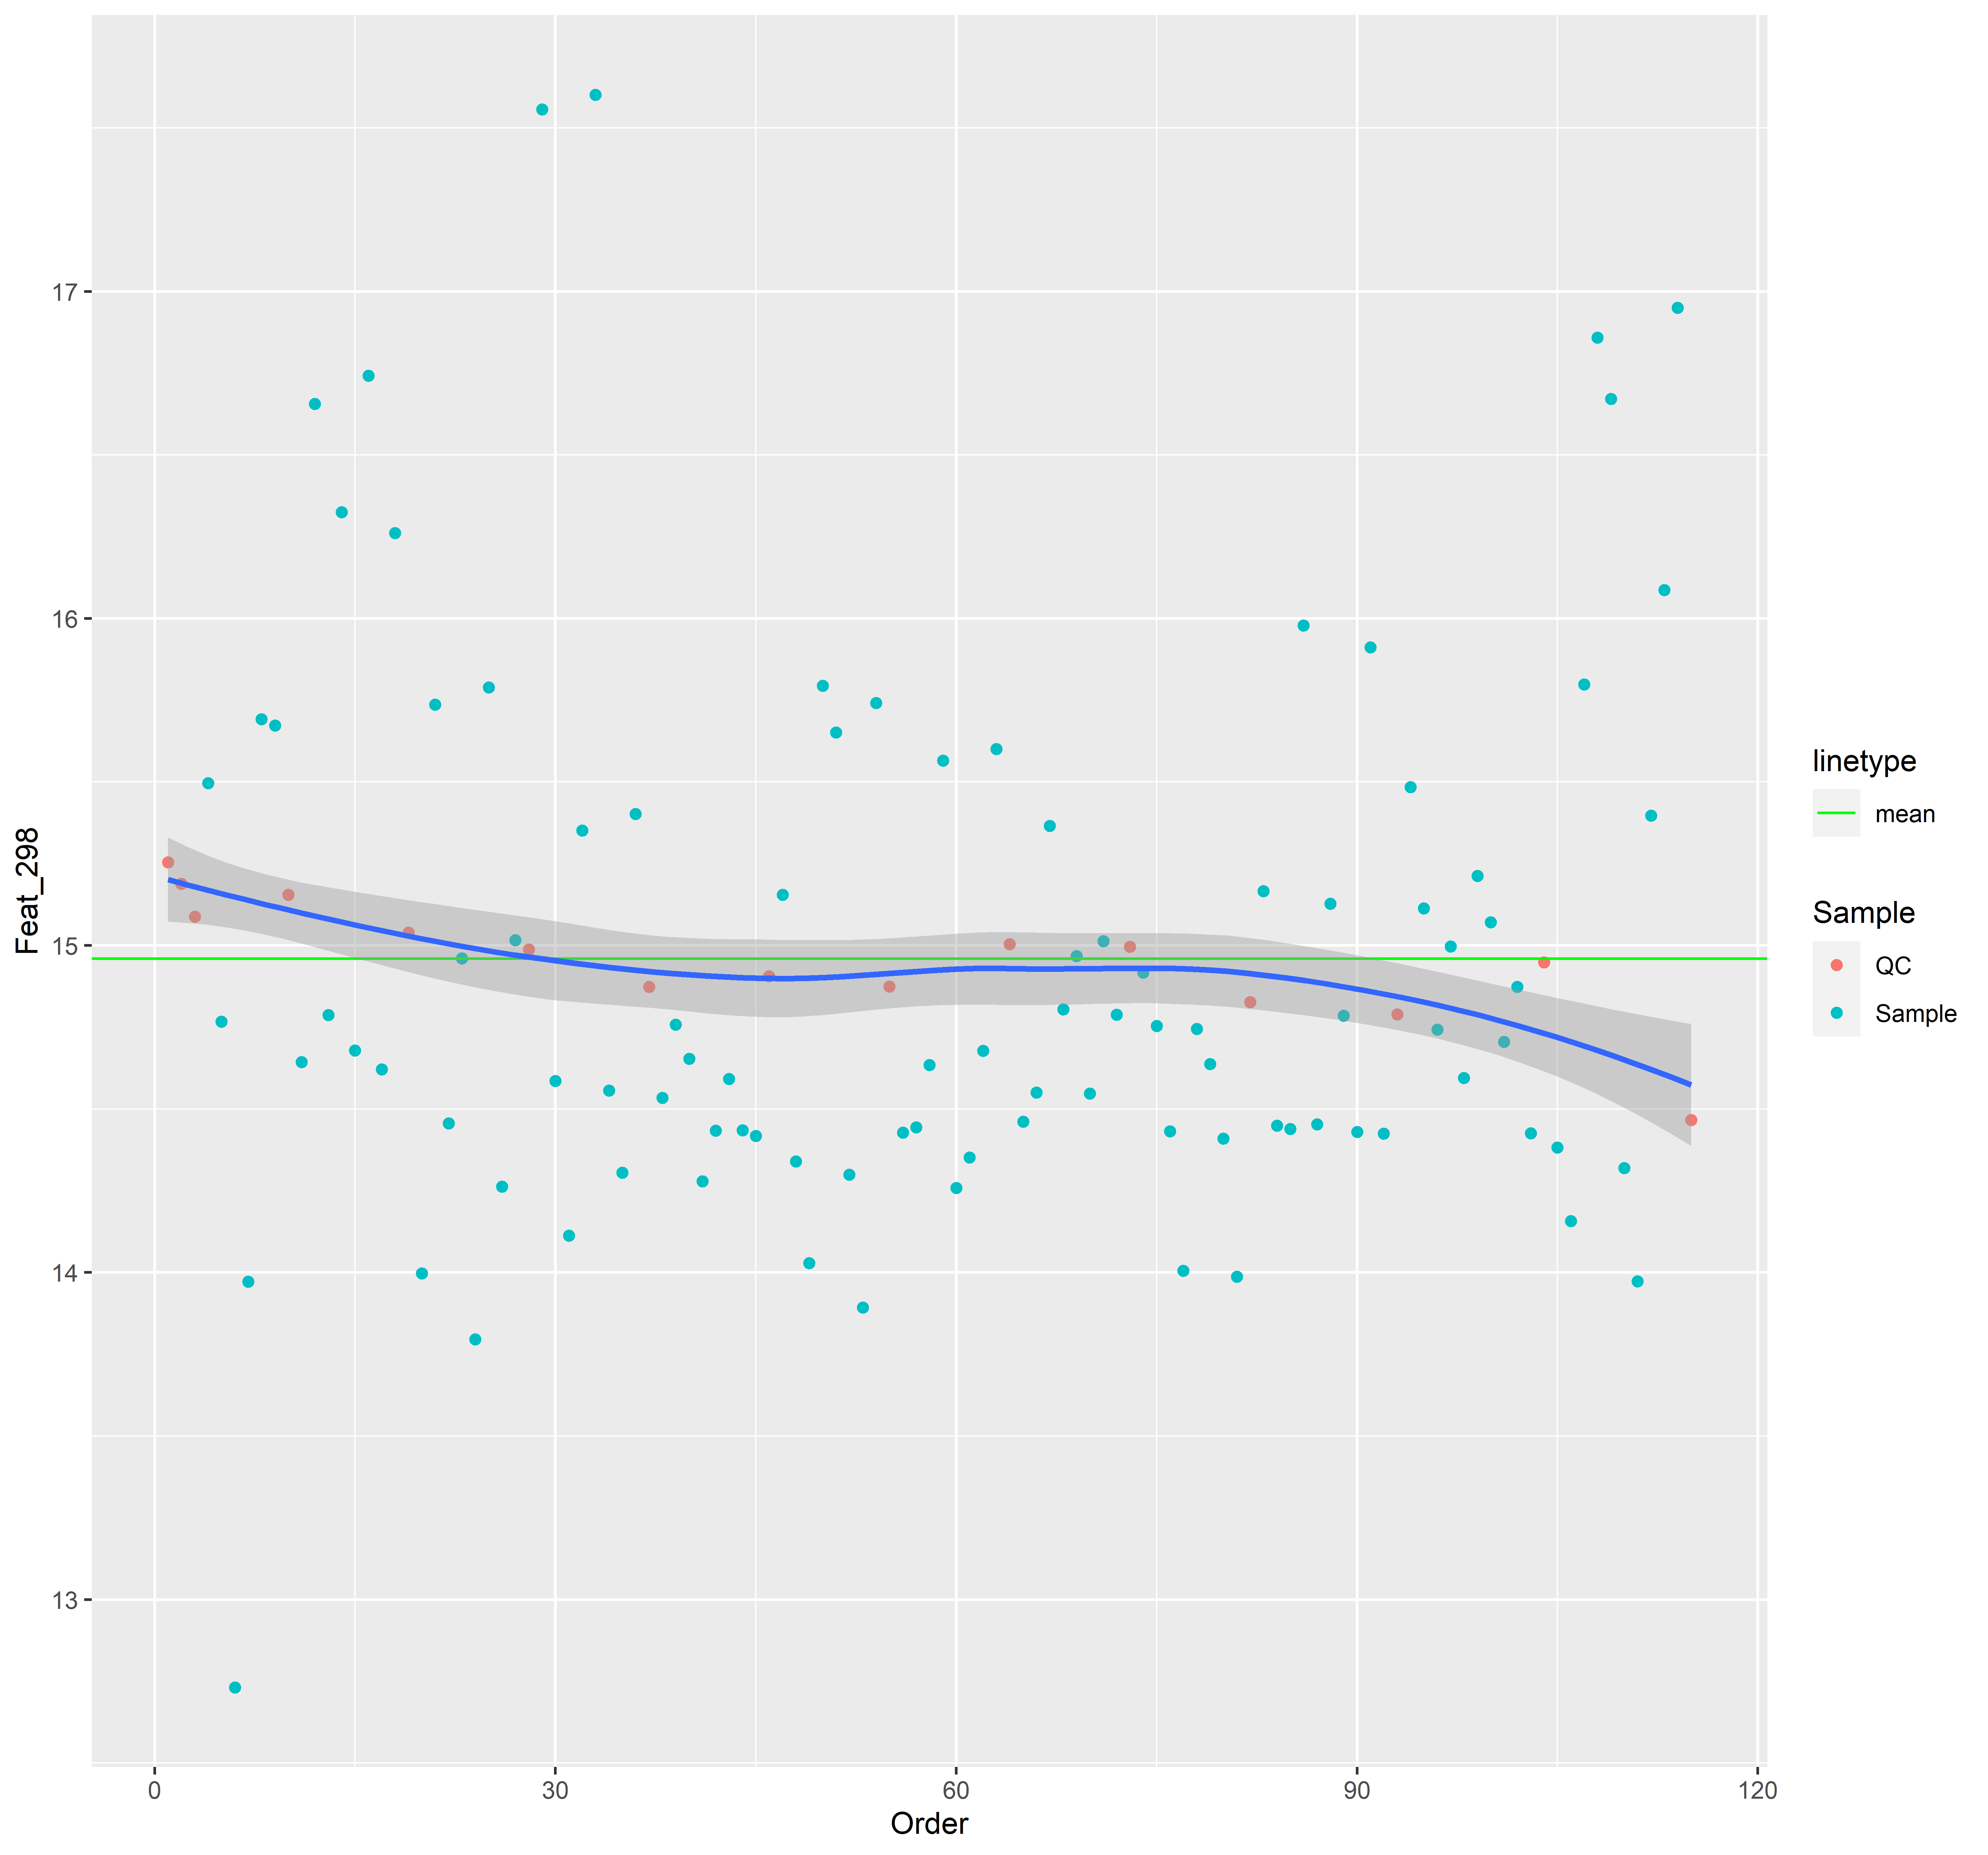 17
16
15
14
13
Feat_298
0 30 60 90 120
Order
linetype
mean
Sample
QC
Sample